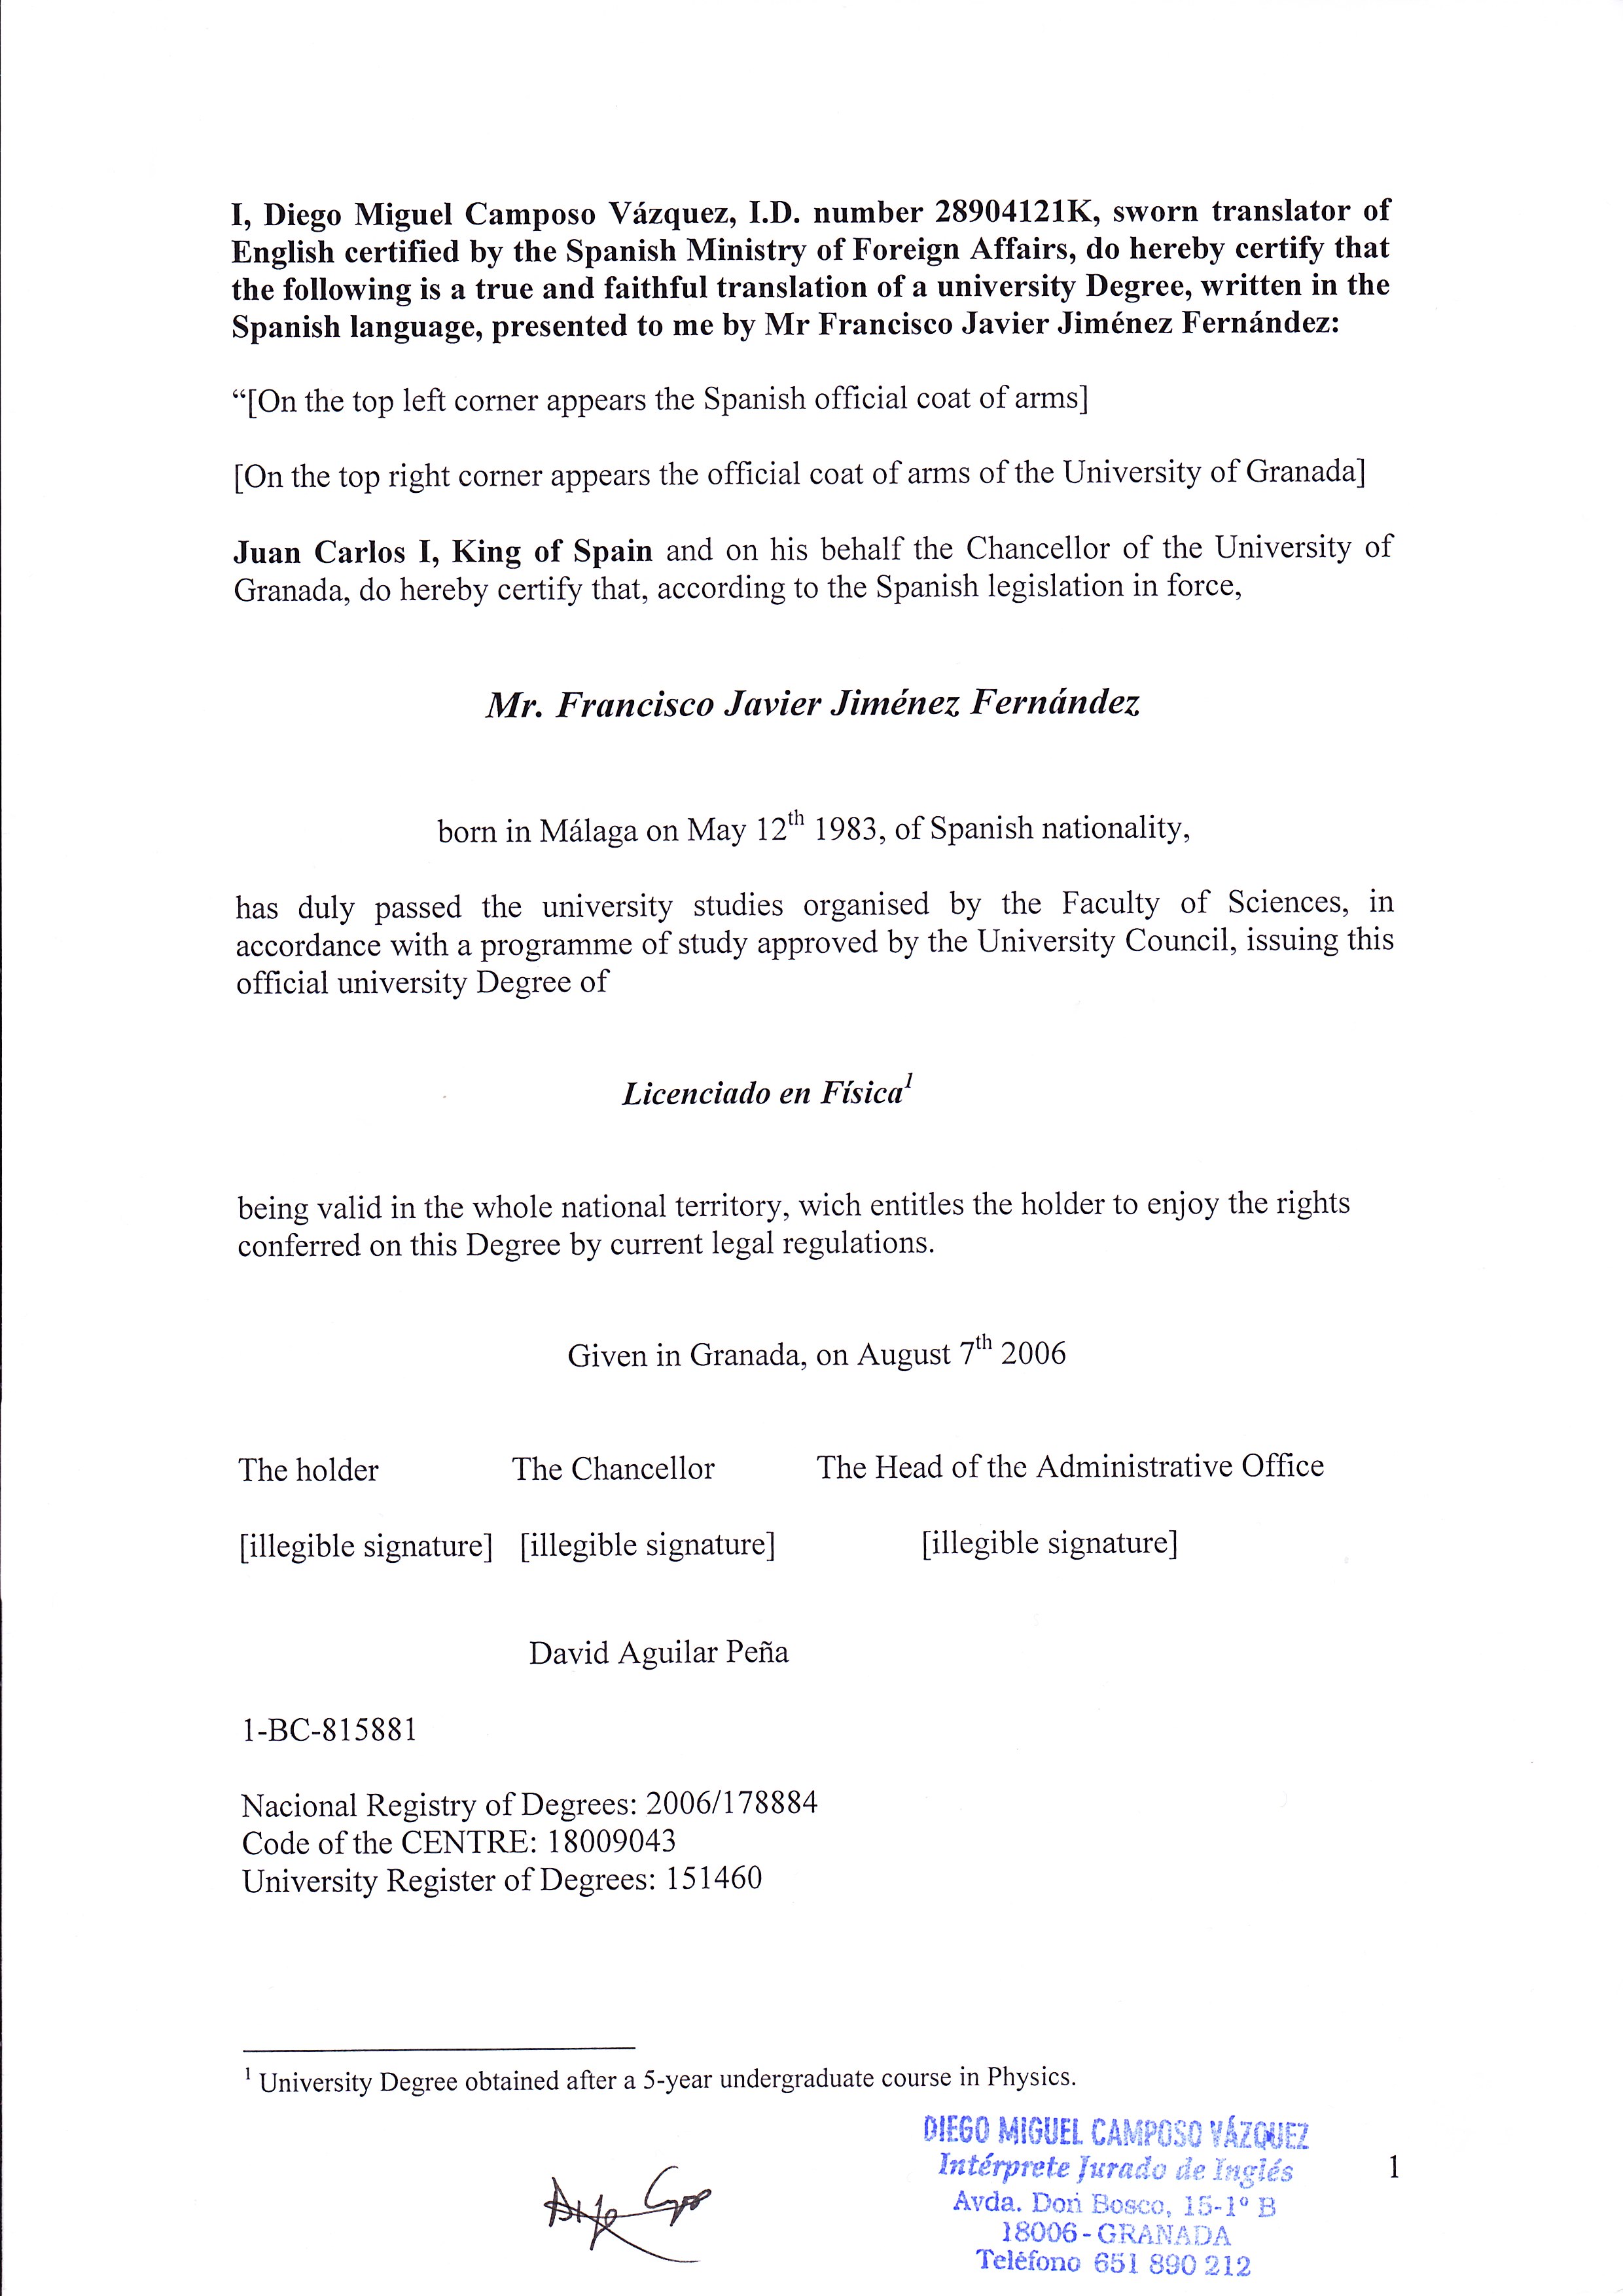 I, Diego Miguel Camposo Vázquez, I.D. number 28904121K, sworn translator of
English certified by the Spanish Ministry of Foreign Affairs, do hereby certify that
the following is a true and faithful translation of a university Degree, written in the
Spanish language, presented to me by Mr Francisco Javier Jiménez Fernández:
“[On the top left corner appears the Spanish official coat of arms]
[On the top right corner appears the official coat of arms of the University of Granada]
Juan Carlos I, King of Spain and on his behalf the Chancellor of the University of
Granada, do hereby certify that, according to the Spanish legislation in force,
Mr. Francisco Javier Jiménez Fernández
born in Málaga on May 12th 1983, of Spanish nationality,
has duly passed the university studies organised by the Faculty of Sciences, in
accordance with a programme of study approved by the University Council, issuing this
official university Degree of
Licenciado en Física1
being valid in the whole national territory, wich entitles the holder to enjoy the rights
conferred on this Degree by current legal regulations.
Given in Granada, on August 7th 2006
The holder The Chancellor The Head of the Administrative Office
[illegible signature] [illegible signature] [illegible signature]
David Aguilar Peña
1-BC-815881
Nacional Registry of Degrees: 2006/178884
Code of the CENTRE: 18009043
University Register of Degrees: 151460
1 University Degree obtained after a 5-year undergraduate course in Physics.
DIEGO MIGUEL CAMPOSO VÁZQUEZ
Intérprete Jurado de Inglés
Avda. Don Bosco, 15-1º B
18006 - GRANADA
Teléfono 651 890 212
1